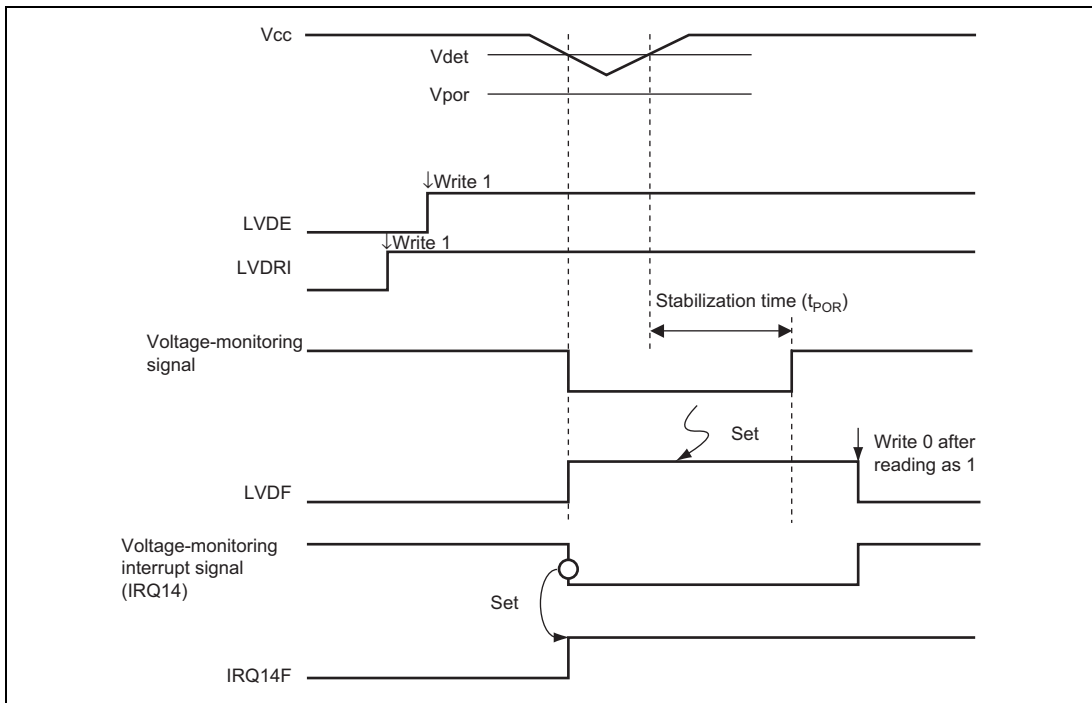 Vcc
Vdet
Vpor
↓Write 1
LVDE
↓Write 1
LVDRI
Stabilization time (tPOR)
Voltage-monitoring
signal
Set
Write 0 after
reading as 1
LVDF
Voltage-monitoring
interrupt signal
(IRQ14)
Set
IRQ14F